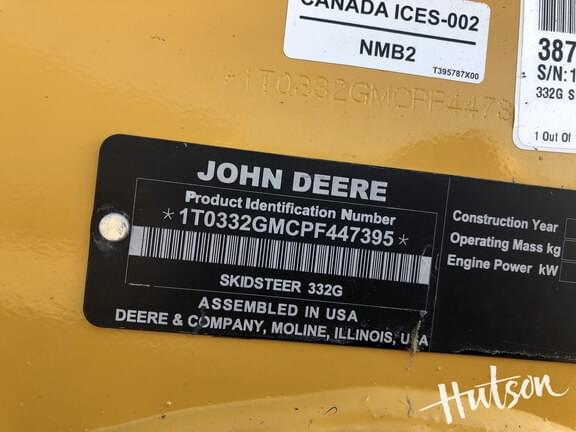 CANADA ICES-002
NMB2
T395787X00
387
S/N:1
332G S
1 Out Of
*1T0332GMCPF44739
JOHN DEERE
Product Identification Number
*1T0332GMCPF447395*
SKIDSTEER 332G
ASSEMBLED IN USA
DEERE & COMPANY, MOLINE, ILLINOIS, USA
Construction Year
Operating Mass kg
Engine Power kW
Hutson